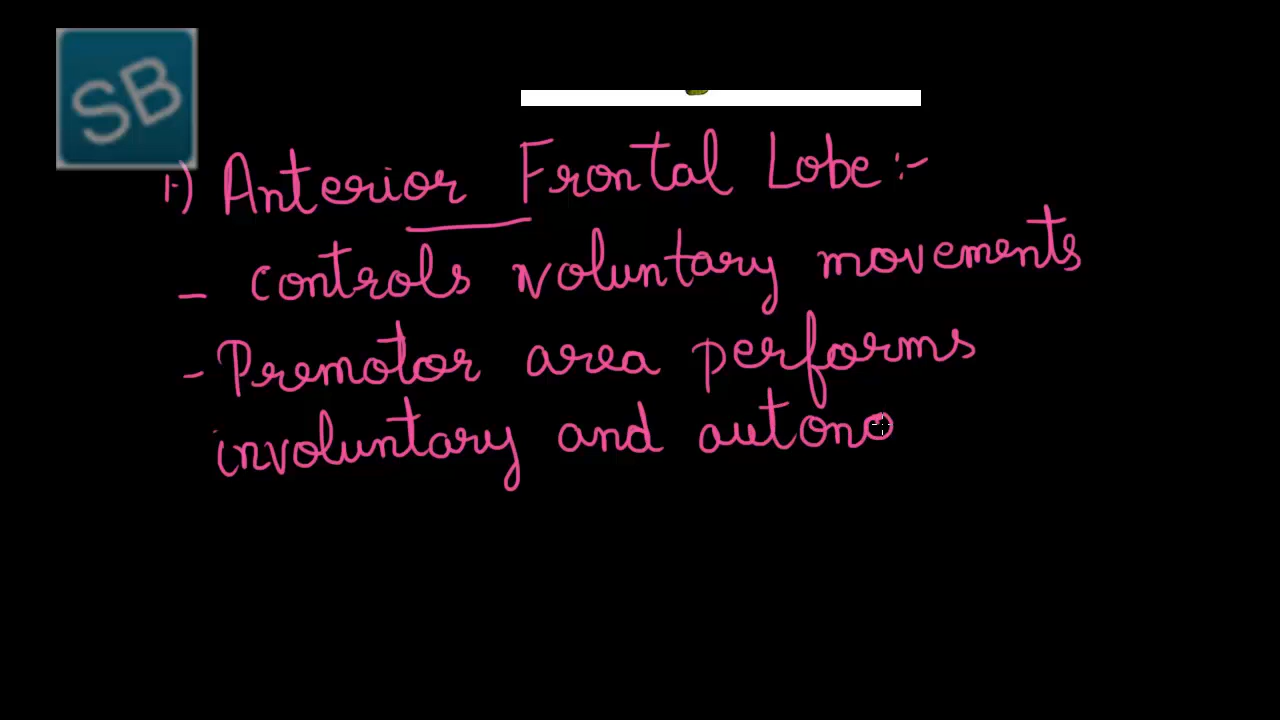 SB
1.) Anterior Frontal Lobe :-
- controls voluntary movements
- Premotor area performs
involuntary and autono